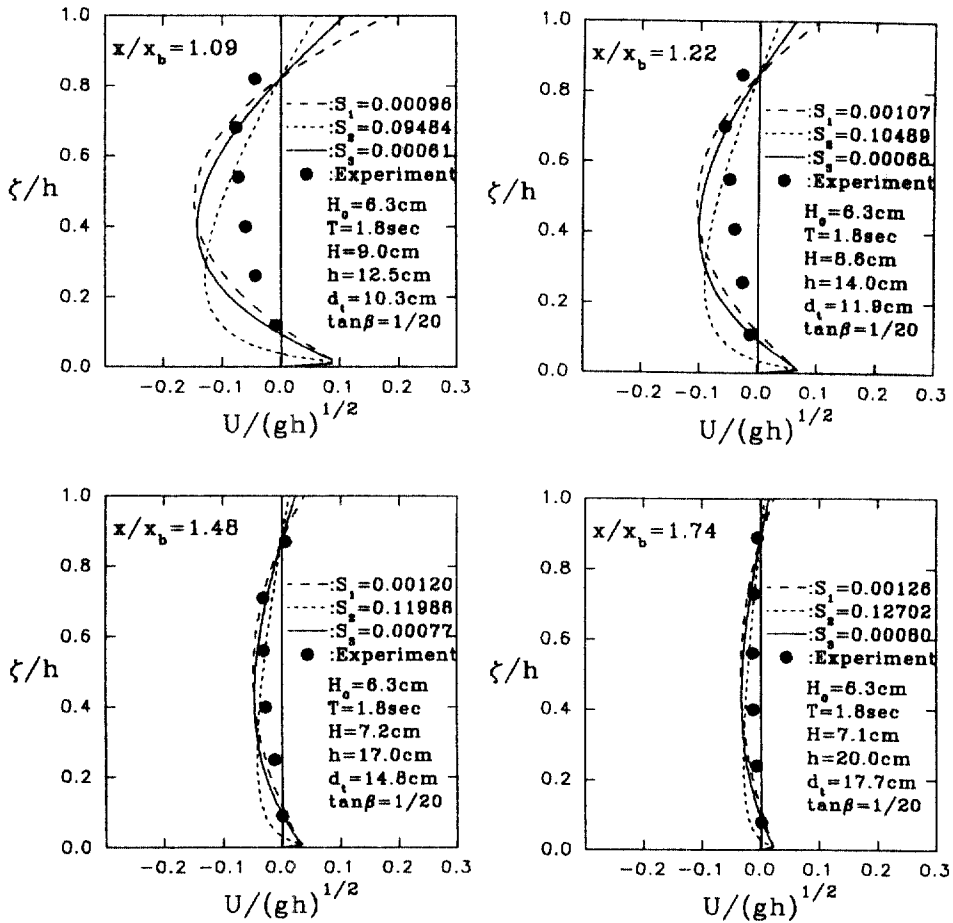 x/x_b=1.09
:S_1=0.00096
:S_2=0.09484
:S_3=0.00061
:Experiment
H_0=6.3cm
T=1.8sec
H=9.0cm
h=12.5cm
d_t=10.3cm
tanβ=1/20
1.0
0.8
0.6
0.4
0.2
0.0
ζ/h
-0.2 -0.1 0.0 0.1 0.2 0.3
U/(gh)^1/2
x/x_b=1.22
:S_1=0.00107
:S_2=0.10489
:S_3=0.00068
:Experiment
H_0=6.3cm
T=1.8sec
H=8.6cm
h=14.0cm
d_t=11.9cm
tanβ=1/20
1.0
0.8
0.6
0.4
0.2
0.0
ζ/h
-0.2 -0.1 0.0 0.1 0.2 0.3
U/(gh)^1/2
x/x_b=1.48
:S_1=0.00120
:S_2=0.11988
:S_3=0.00077
:Experiment
H_0=6.3cm
T=1.8sec
H=7.2cm
h=17.0cm
d_t=14.8cm
tanβ=1/20
1.0
0.8
0.6
0.4
0.2
0.0
ζ/h
-0.2 -0.1 0.0 0.1 0.2 0.3
U/(gh)^1/2
x/x_b=1.74
:S_1=0.00126
:S_2=0.12702
:S_3=0.00080
:Experiment
H_0=6.3cm
T=1.8sec
H=7.1cm
h=20.0cm
d_t=17.7cm
tanβ=1/20
1.0
0.8
0.6
0.4
0.2
0.0
ζ/h
-0.2 -0.1 0.0 0.1 0.2 0.3
U/(gh)^1/2